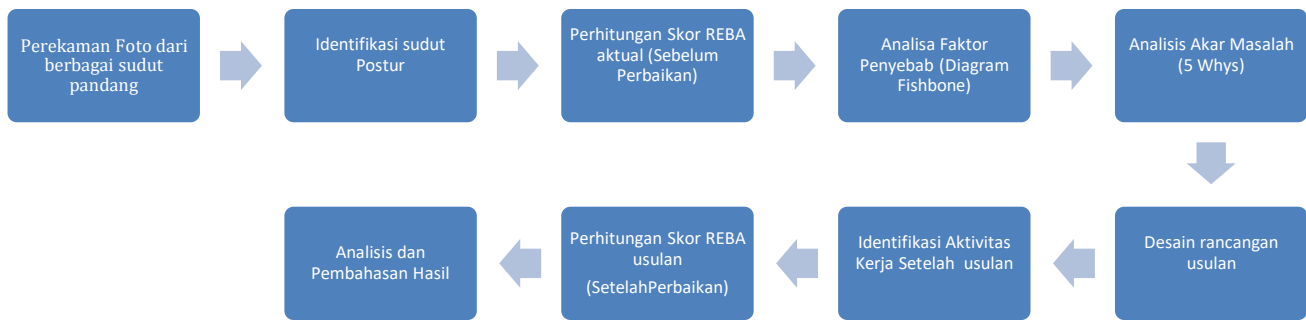 Perekaman Foto dari
berbagai sudut
pandang
Identifikasi sudut
Postur
Perhitungan Skor REBA
aktual (Sebelum
Perbaikan)
Analisa Faktor
Penyebab (Diagram
Fishbone)
Analisis Akar Masalah
(5 Whys)
Desain rancangan
usulan
Identifikasi Aktivitas
Kerja Setelah  usulan
Perhitungan Skor REBA
usulan
(SetelahPerbaikan)
Analisis dan
Pembahasan Hasil